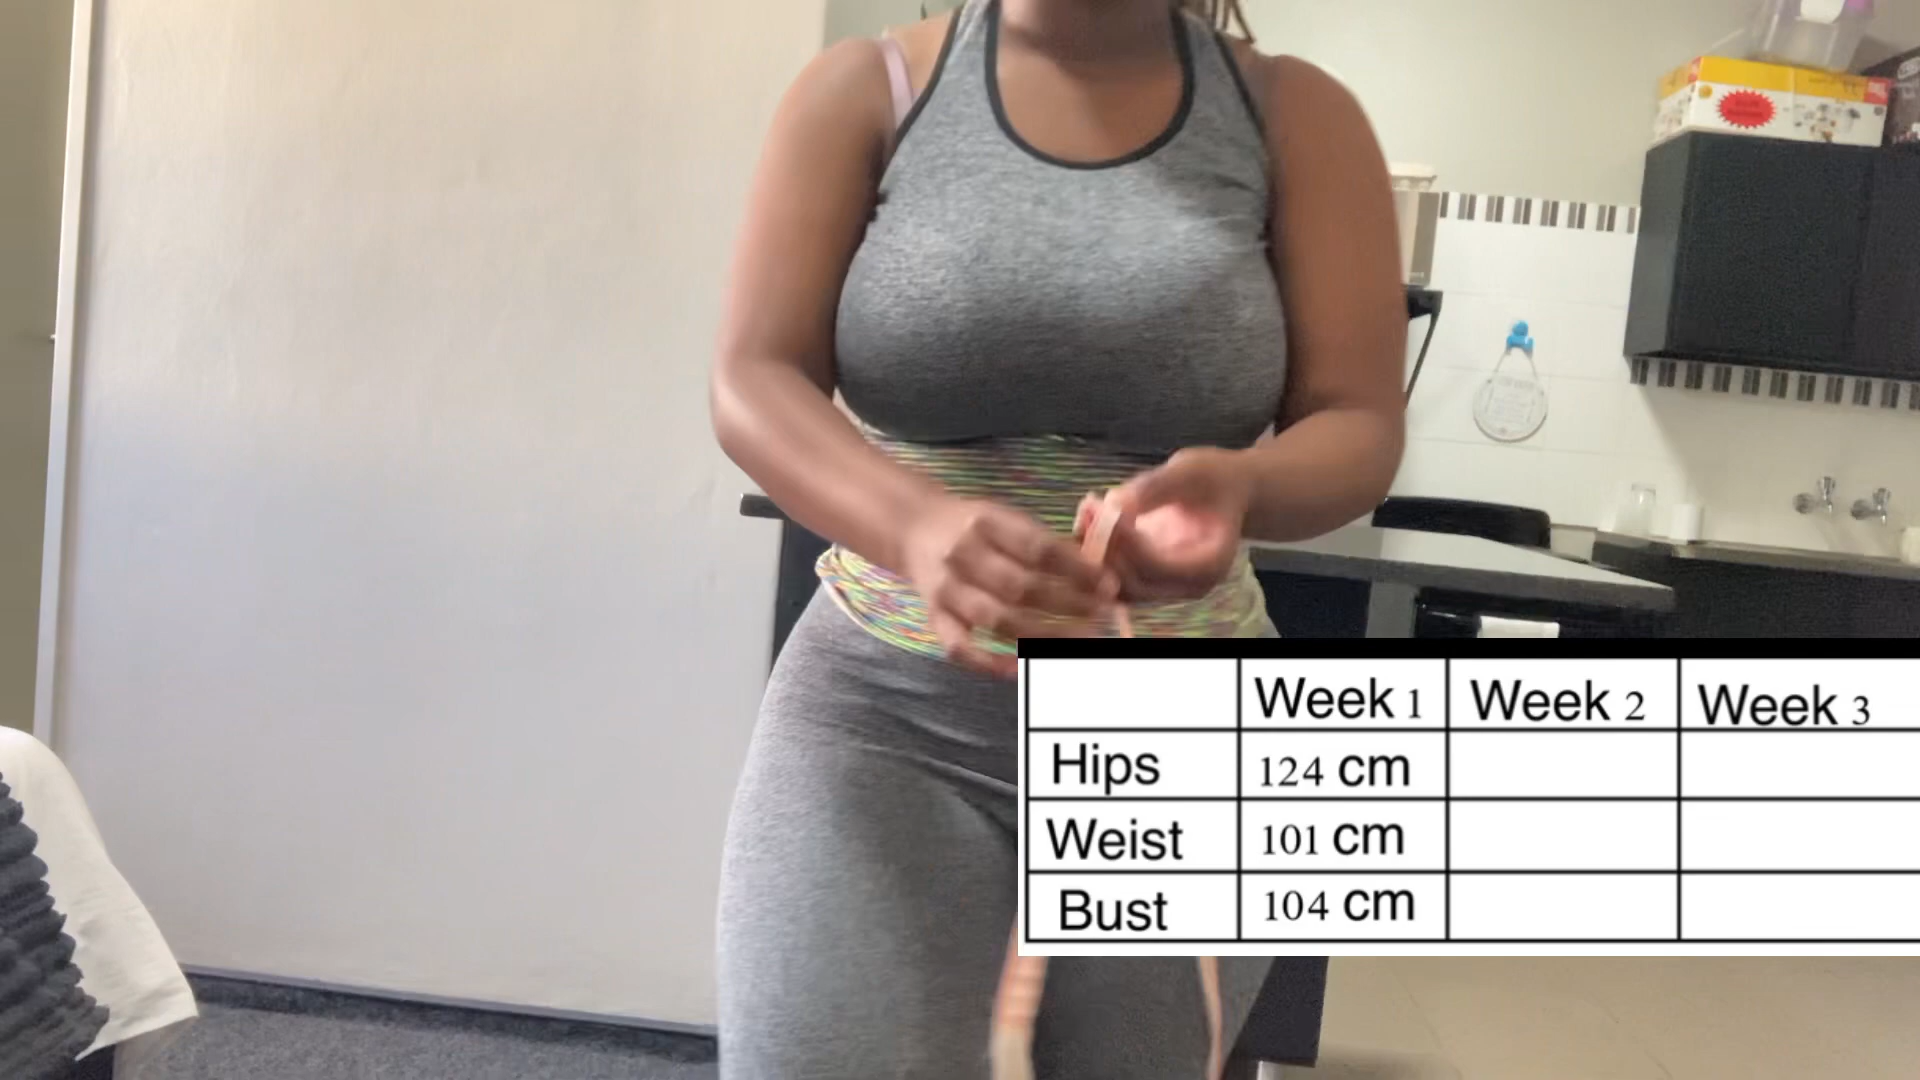 Week 1 Week 2 Week 3
Hips 124 cm
Weist 101 cm
Bust 104 cm